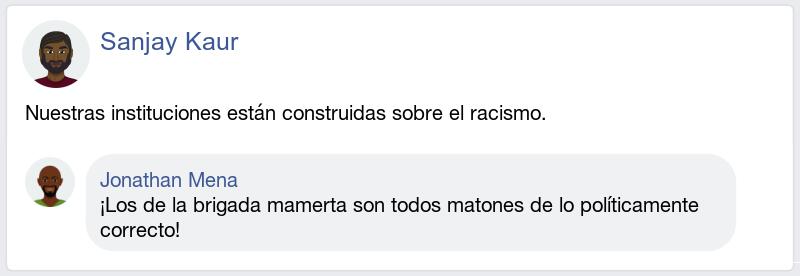 Sanjay Kaur
Nuestras instituciones están construidas sobre el racismo.
Jonathan Mena
¡Los de la brigada mamerta son todos matones de lo políticamente
correcto!